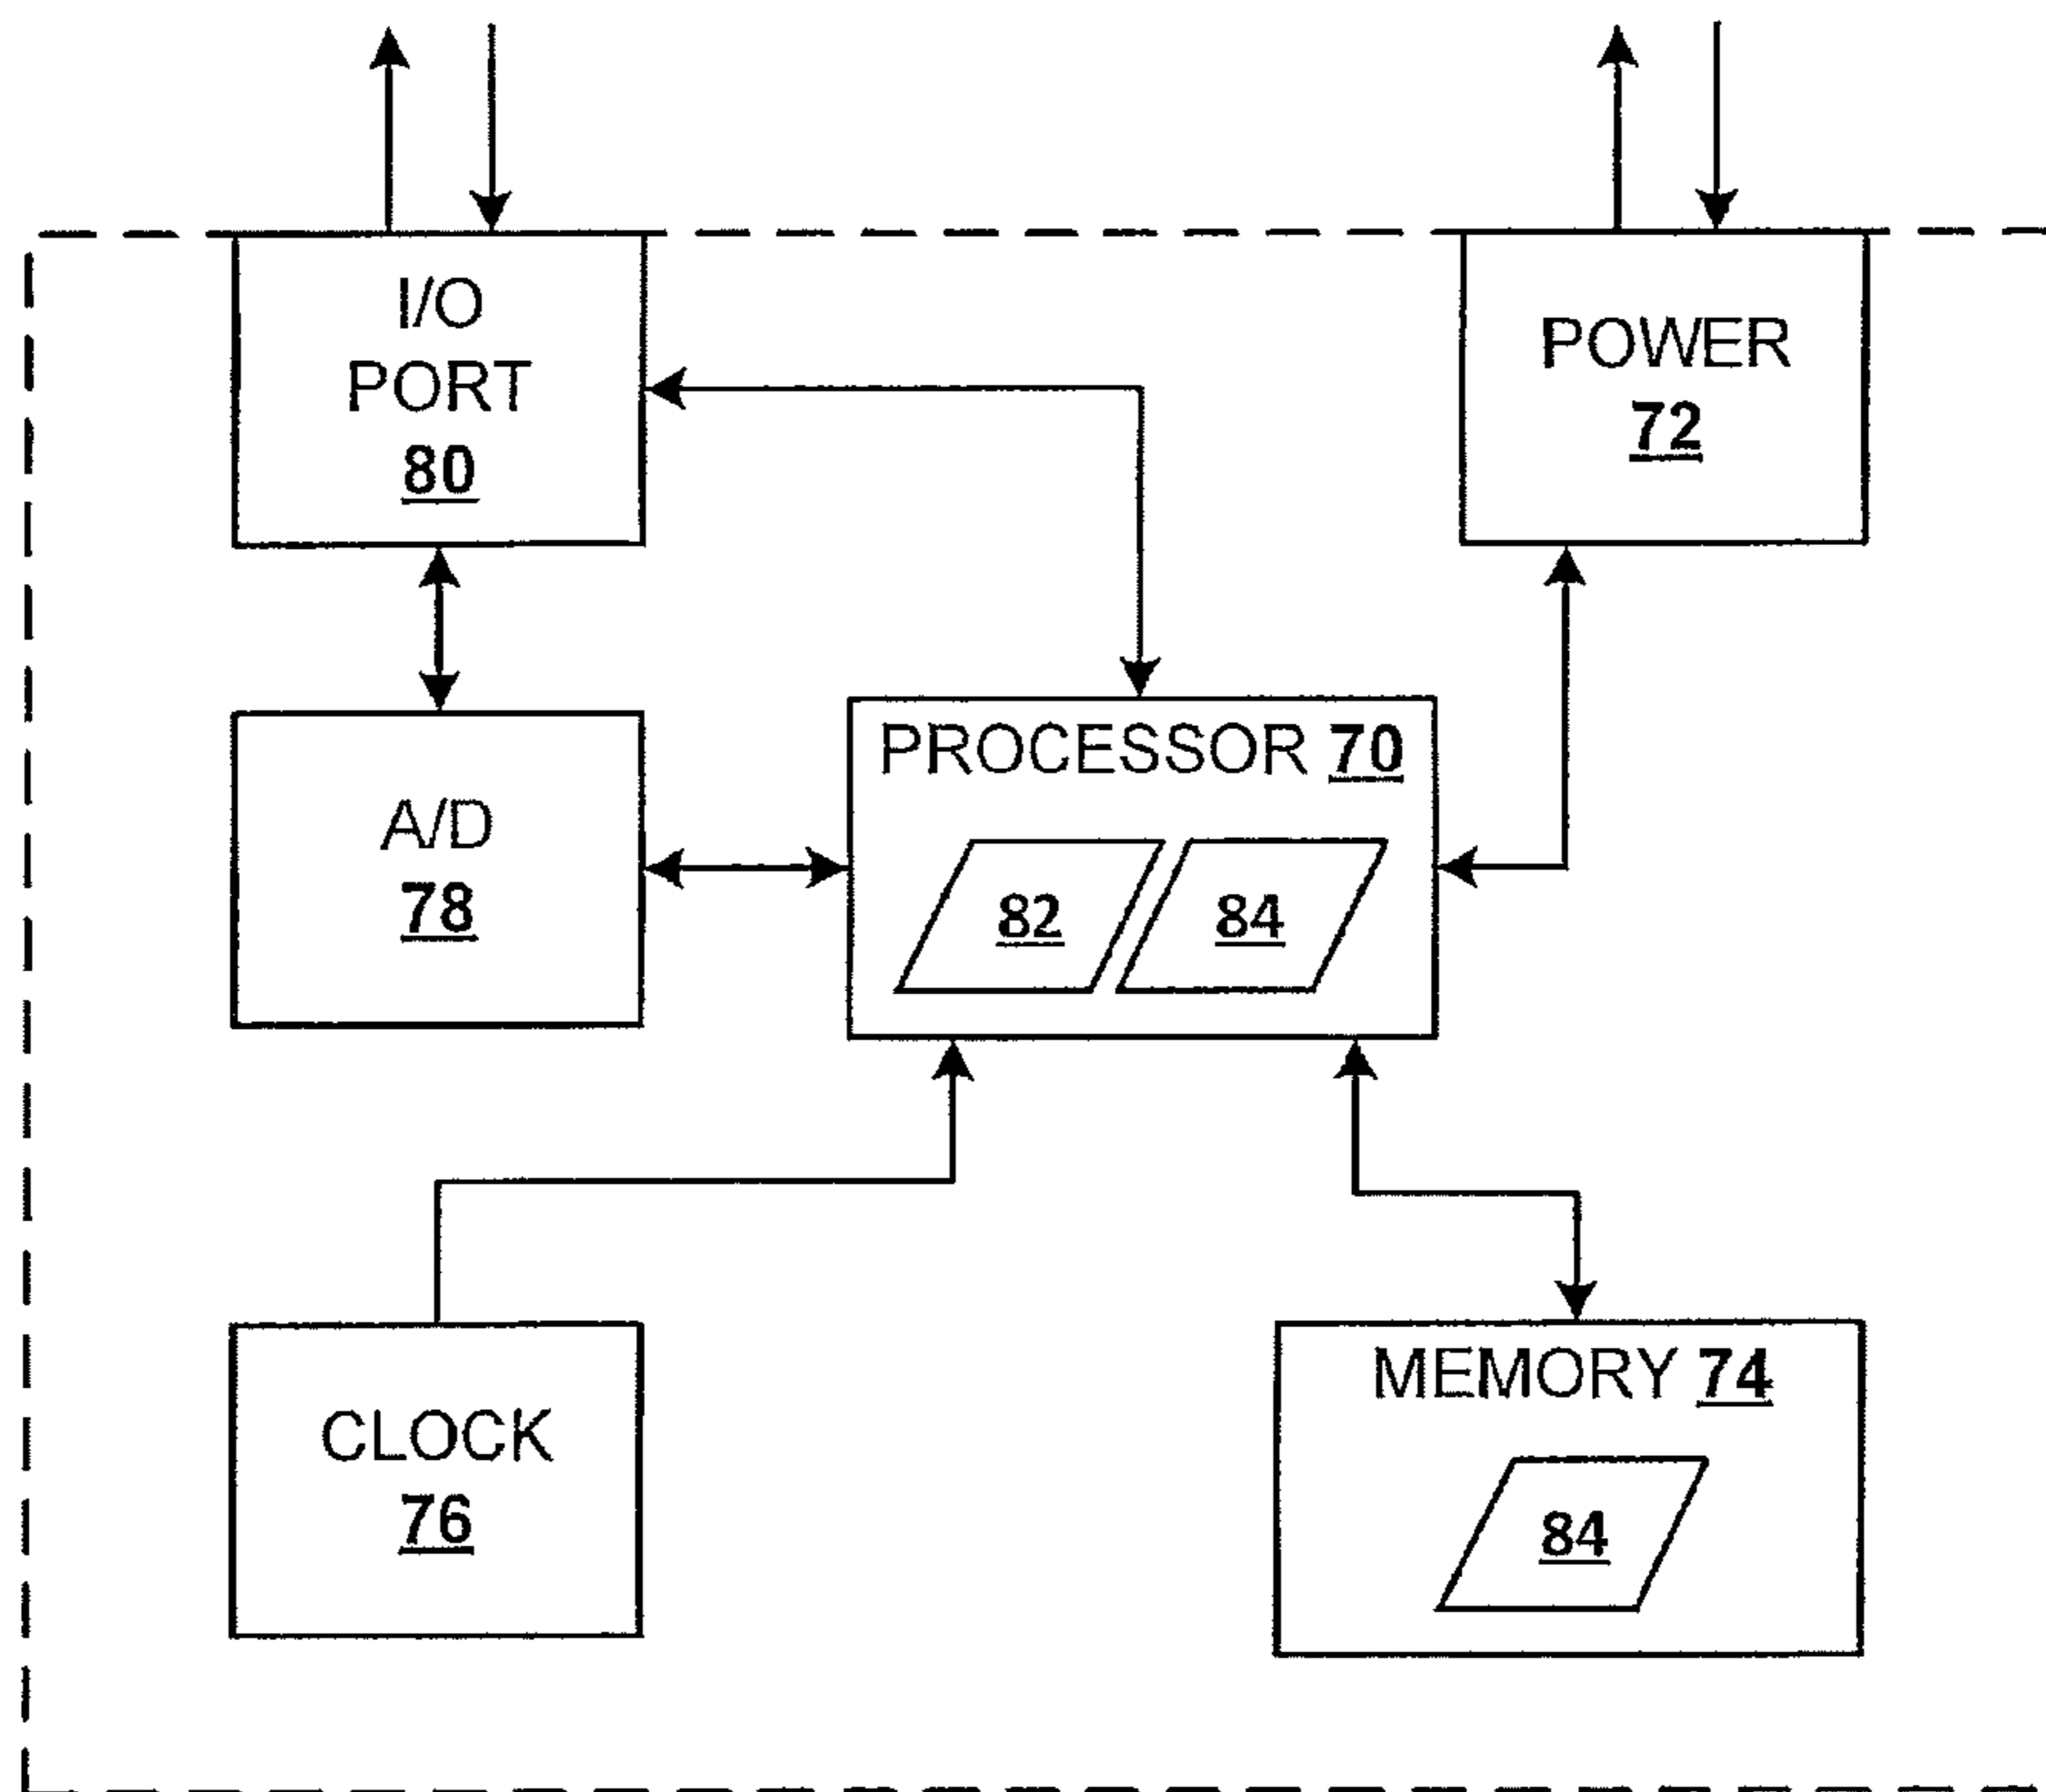 I/O
PORT
80
POWER
72
A/D
78
PROCESSOR 70
82 84
CLOCK
76
MEMORY 74
84